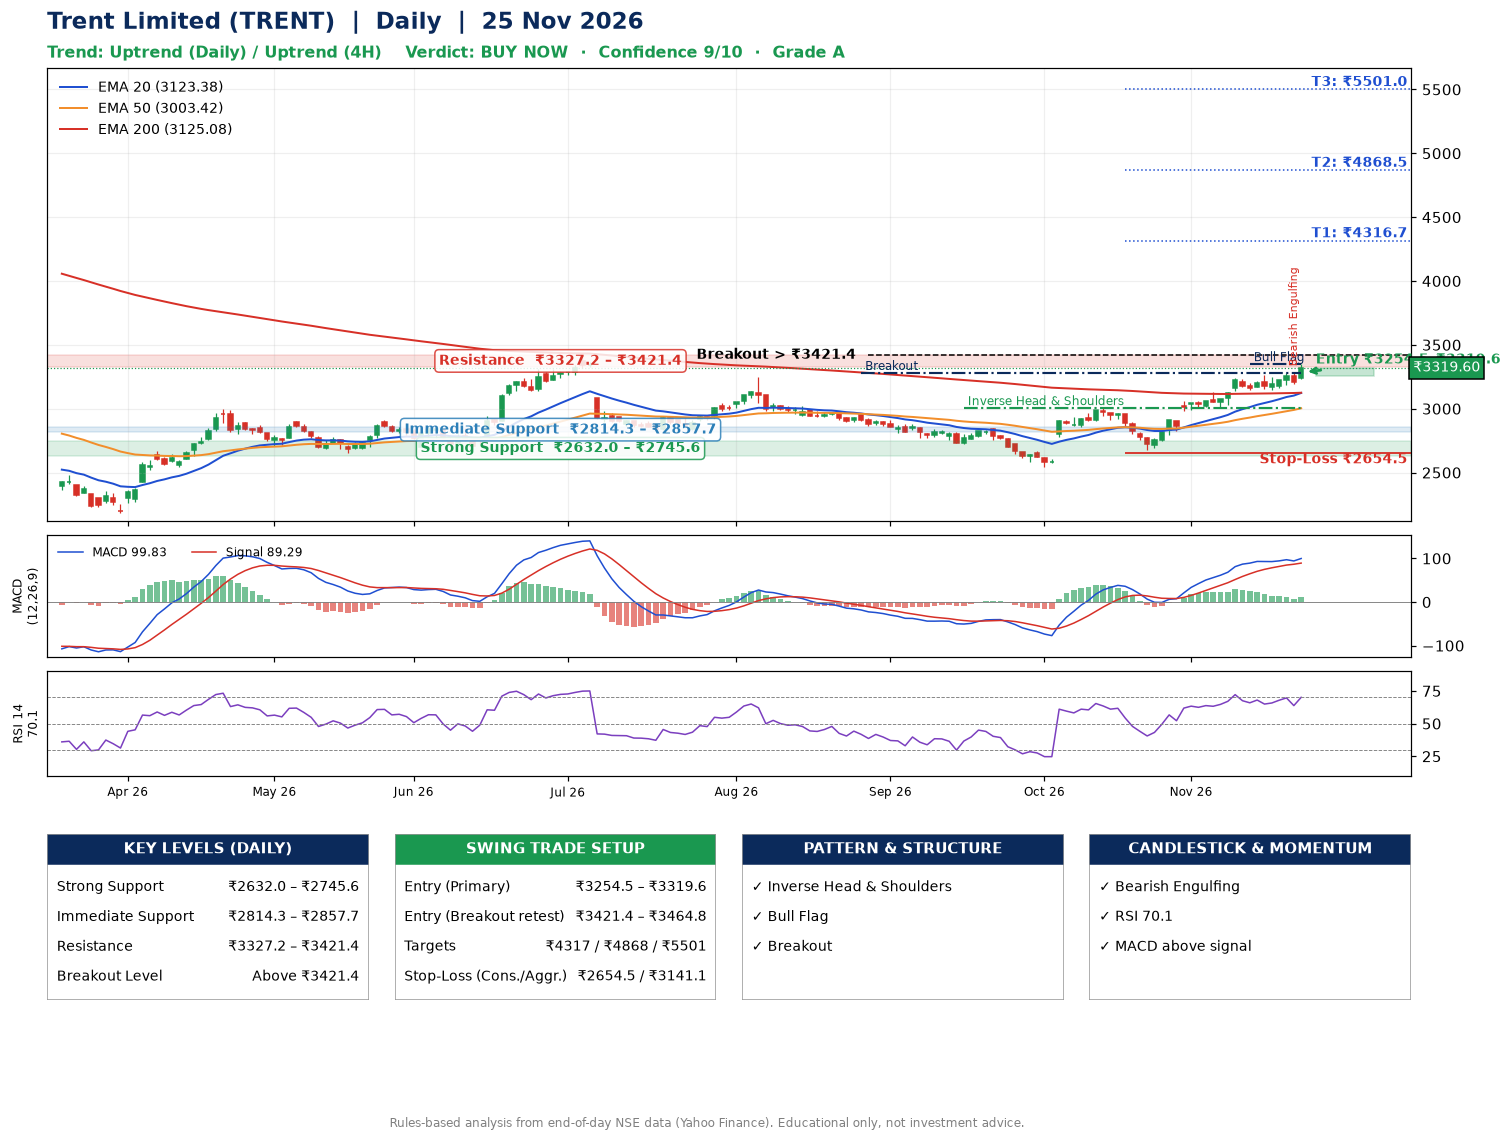 Trent Limited (TRENT) | Daily | 25 Nov 2026
Trend: Uptrend (Daily) / Uptrend (4H) Verdict: BUY NOW · Confidence 9/10 · Grade A
EMA 20 (3123.38)
EMA 50 (3003.42)
EMA 200 (3125.08)
T3: ₹5501.0
T2: ₹4868.5
T1: ₹4316.7
5500
5000
4500
4000
3500
3000
2500
Bearish Engulfing
Resistance ₹3327.2 – ₹3421.4
Breakout > ₹3421.4
Breakout
Bull Flag
Entry ₹3254.5–₹3319.6
₹3319.60
Inverse Head & Shoulders
Immediate Support ₹2814.3 – ₹2857.7
Strong Support ₹2632.0 – ₹2745.6
Stop-Loss ₹2654.5
MACD 99.83
Signal 89.29
MACD
(12,26,9)
100
0
−100
RSI 14
70.1
75
50
25
Apr 26 May 26 Jun 26 Jul 26 Aug 26 Sep 26 Oct 26 Nov 26
KEY LEVELS (DAILY)
Strong Support ₹2632.0 – ₹2745.6
Immediate Support ₹2814.3 – ₹2857.7
Resistance ₹3327.2 – ₹3421.4
Breakout Level Above ₹3421.4
SWING TRADE SETUP
Entry (Primary) ₹3254.5 – ₹3319.6
Entry (Breakout retest) ₹3421.4 – ₹3464.8
Targets ₹4317 / ₹4868 / ₹5501
Stop-Loss (Cons./Aggr.) ₹2654.5 / ₹3141.1
PATTERN & STRUCTURE
✓ Inverse Head & Shoulders
✓ Bull Flag
✓ Breakout
CANDLESTICK & MOMENTUM
✓ Bearish Engulfing
✓ RSI 70.1
✓ MACD above signal
Rules-based analysis from end-of-day NSE data (Yahoo Finance). Educational only, not investment advice.